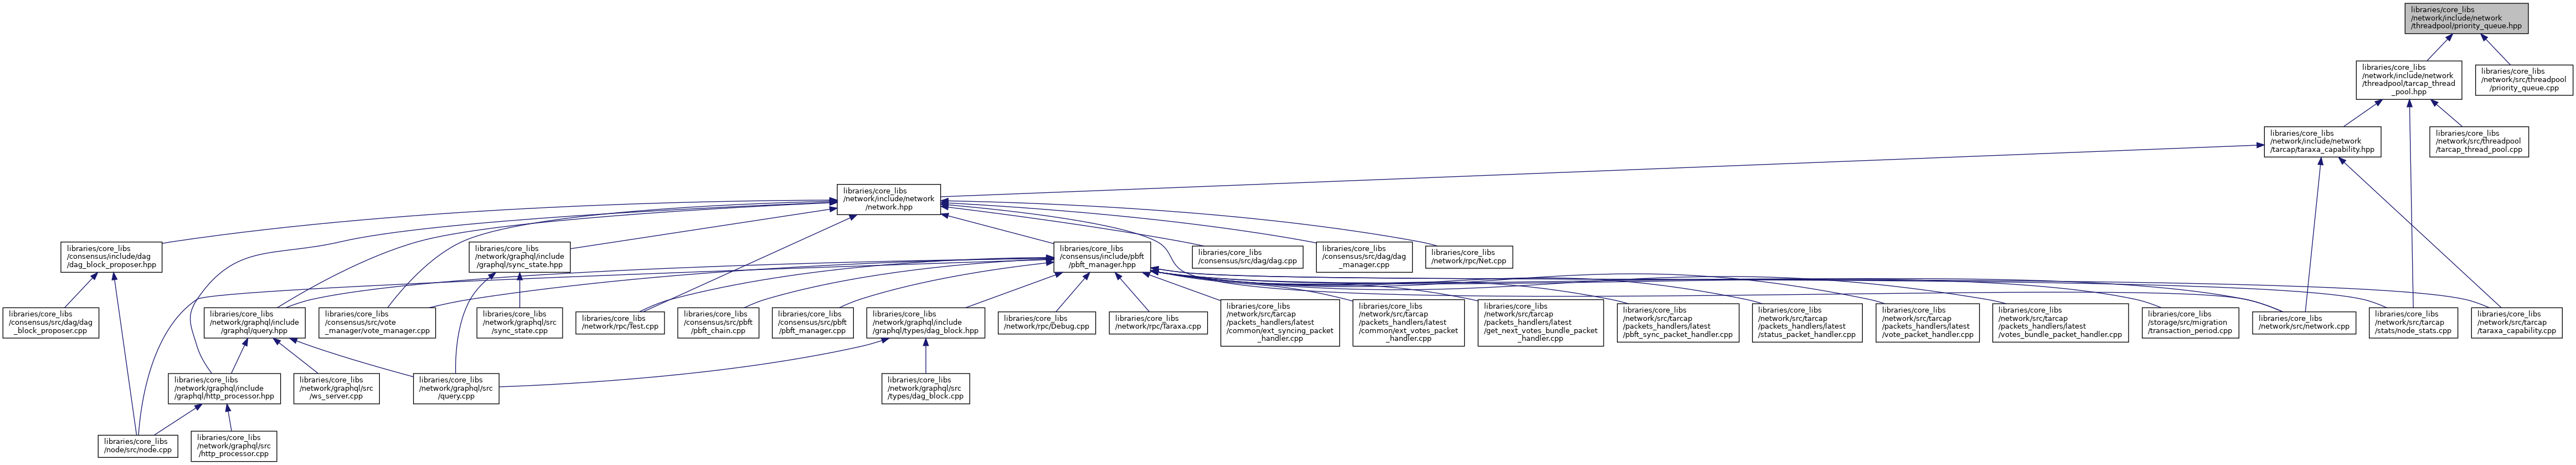 libraries/core_libs
/network/include/network
/threadpool/priority_queue.hpp
libraries/core_libs
/network/include/network
/threadpool/tarcap_thread
_pool.hpp
libraries/core_libs
/network/src/threadpool
/priority_queue.cpp
libraries/core_libs
/network/include/network
/tarcap/taraxa_capability.hpp
libraries/core_libs
/network/src/threadpool
/tarcap_thread_pool.cpp
libraries/core_libs
/network/include/network
/network.hpp
libraries/core_libs
/consensus/include/dag
/dag_block_proposer.hpp
libraries/core_libs
/network/graphql/include
/graphql/sync_state.hpp
libraries/core_libs
/consensus/include/pbft
/pbft_manager.hpp
libraries/core_libs
/consensus/src/dag/dag.cpp
libraries/core_libs
/consensus/src/dag/dag
_manager.cpp
libraries/core_libs
/network/rpc/Net.cpp
libraries/core_libs
/consensus/src/dag/dag
_block_proposer.cpp
libraries/core_libs
/network/graphql/include
/graphql/query.hpp
libraries/core_libs
/consensus/src/vote
_manager/vote_manager.cpp
libraries/core_libs
/network/graphql/src
/sync_state.cpp
libraries/core_libs
/network/rpc/Test.cpp
libraries/core_libs
/consensus/src/pbft
/pbft_chain.cpp
libraries/core_libs
/consensus/src/pbft
/pbft_manager.cpp
libraries/core_libs
/network/graphql/include
/graphql/types/dag_block.hpp
libraries/core_libs
/network/rpc/Debug.cpp
libraries/core_libs
/network/rpc/Taraxa.cpp
libraries/core_libs
/network/src/tarcap
/packets_handlers/latest
/common/ext_syncing_packet
_handler.cpp
libraries/core_libs
/network/src/tarcap
/packets_handlers/latest
/common/ext_votes_packet
_handler.cpp
libraries/core_libs
/network/src/tarcap
/packets_handlers/latest
/get_next_votes_bundle_packet
_handler.cpp
libraries/core_libs
/network/src/tarcap
/packets_handlers/latest
/pbft_sync_packet_handler.cpp
libraries/core_libs
/network/src/tarcap
/packets_handlers/latest
/status_packet_handler.cpp
libraries/core_libs
/network/src/tarcap
/packets_handlers/latest
/vote_packet_handler.cpp
libraries/core_libs
/network/src/tarcap
/packets_handlers/latest
/votes_bundle_packet_handler.cpp
libraries/core_libs
/storage/src/migration
/transaction_period.cpp
libraries/core_libs
/network/src/network.cpp
libraries/core_libs
/network/src/tarcap
/stats/node_stats.cpp
libraries/core_libs
/network/src/tarcap
/taraxa_capability.cpp
libraries/core_libs
/network/graphql/include
/graphql/http_processor.hpp
libraries/core_libs
/network/graphql/src
/ws_server.cpp
libraries/core_libs
/network/graphql/src
/query.cpp
libraries/core_libs
/network/graphql/src
/types/dag_block.cpp
libraries/core_libs
/node/src/node.cpp
libraries/core_libs
/network/graphql/src
/http_processor.cpp